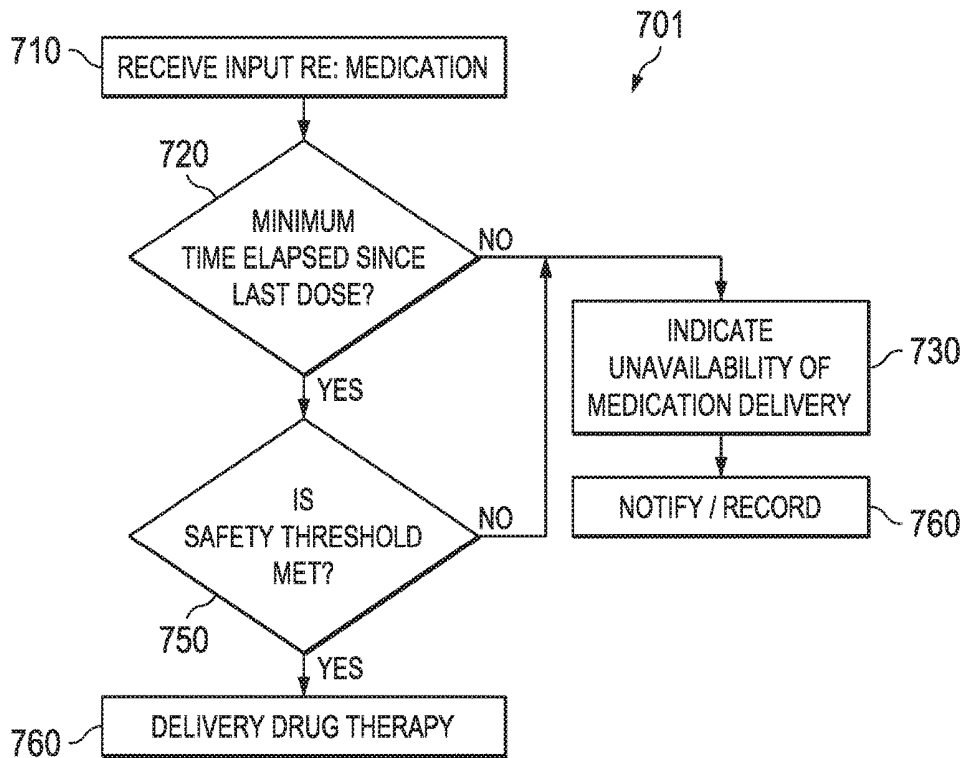 701
710
RECEIVE INPUT RE: MEDICATION
720
MINIMUM
TIME ELAPSED SINCE
LAST DOSE?
NO
YES
INDICATE
UNAVAILABILITY OF
MEDICATION DELIVERY
730
IS
SAFETY THRESHOLD
MET?
NO
750
YES
NOTIFY / RECORD
760
DELIVERY DRUG THERAPY
760